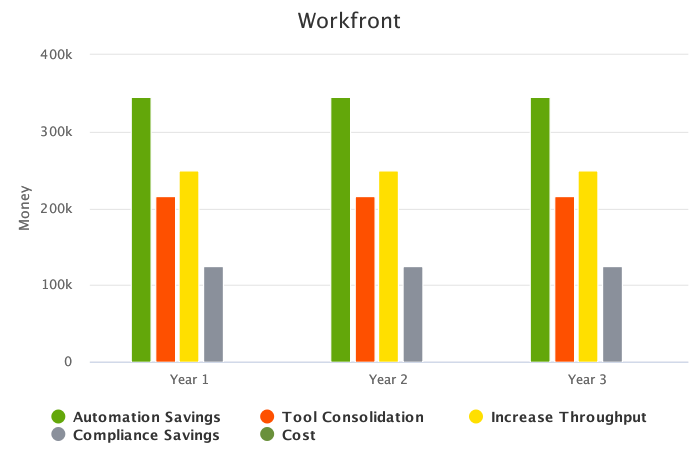 Workfront
400k
300k
200k
100k
0
Money
Year 1 Year 2 Year 3
Automation Savings Tool Consolidation Increase Throughput
Compliance Savings Cost